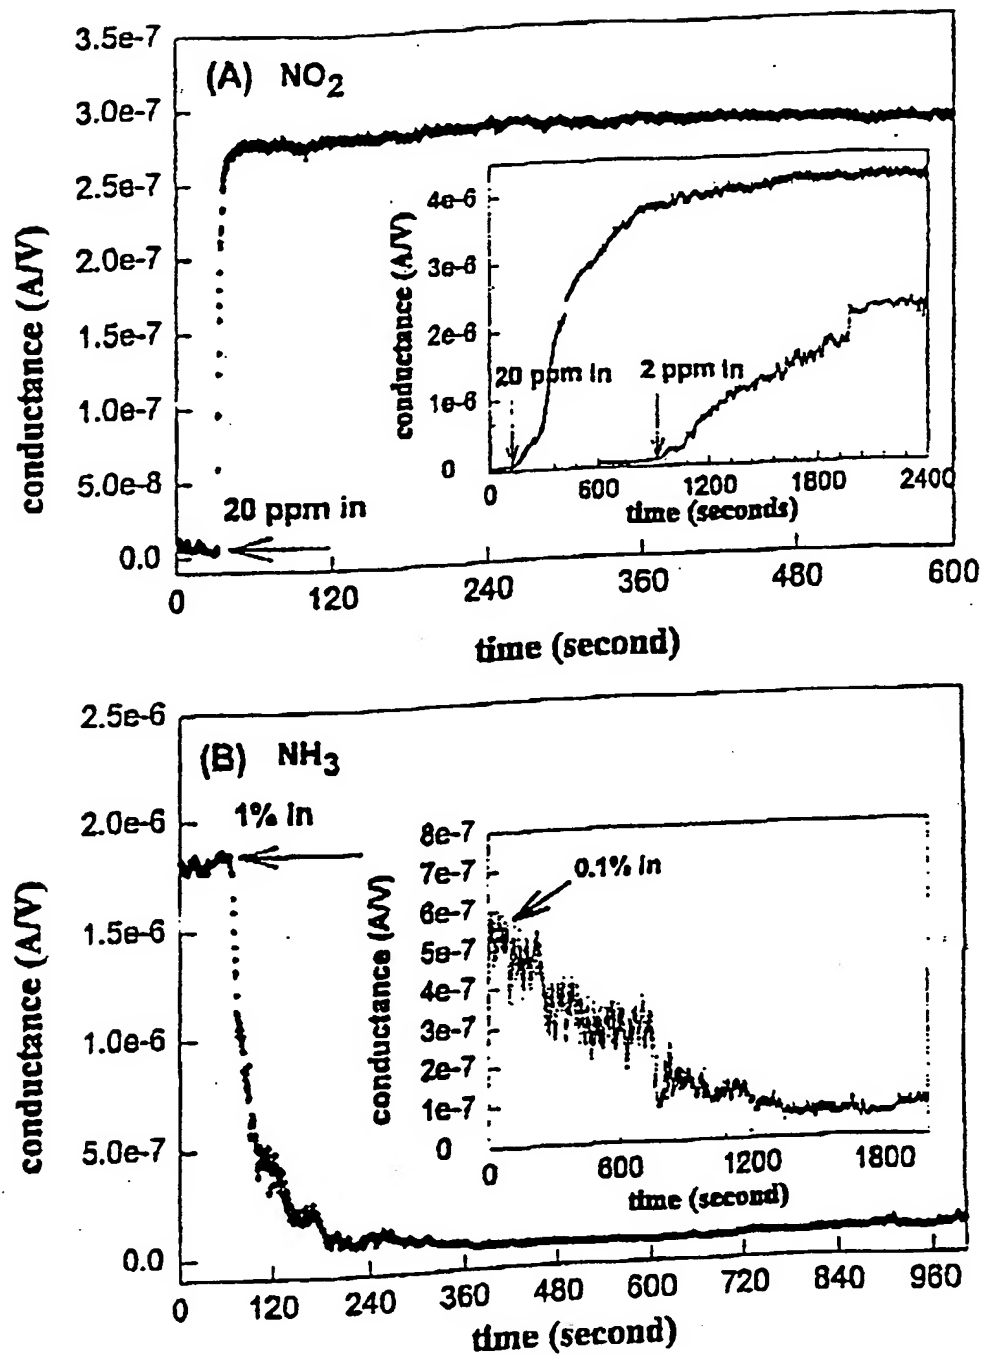 3.5e-7
(A) NO2
3.0e-7
2.5e-7
2.0e-7
1.5e-7
1.0e-7
5.0e-8
0.0
conductance (A/V)
20 ppm in
0 120 240 360 480 600
time (second)
4e-6
3e-6
2e-6
1e-6
0
conductance (A/V)
20 ppm in
2 ppm in
0 600 1200 1800 2400
time (seconds)
2.5e-6
(B) NH3
2.0e-6
1.5e-6
1.0e-6
5.0e-7
0.0
conductance (A/V)
1% in
0 120 240 360 480 600 720 840 960
time (second)
8e-7
7e-7
6e-7
5e-7
4e-7
3e-7
2e-7
1e-7
0
conductance (A/V)
0.1% in
0 600 1200 1800
time (second)